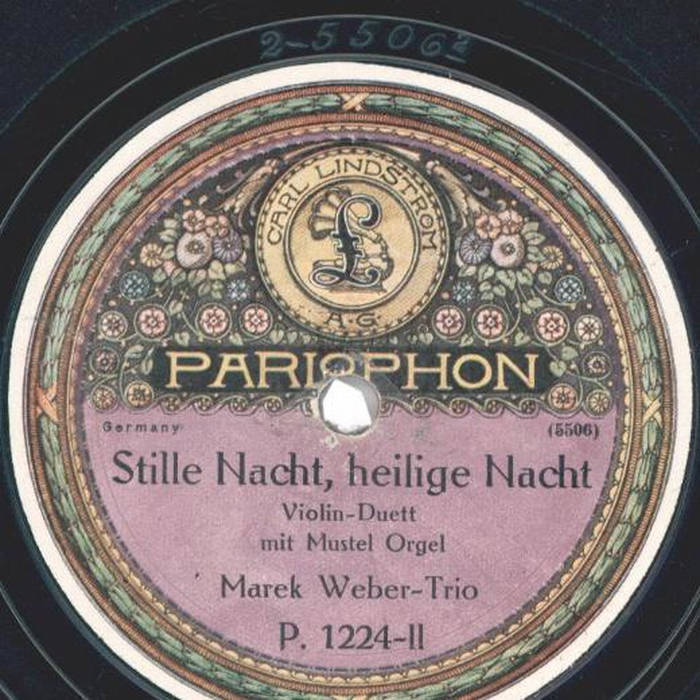 2-5506²
CARL LINDSTRÖM
£
A·G·
PARLOPHON
Germany
(5506)
Stille Nacht, heilige Nacht
Violin-Duett
mit Mustel Orgel
Marek Weber-Trio
P. 1224-II